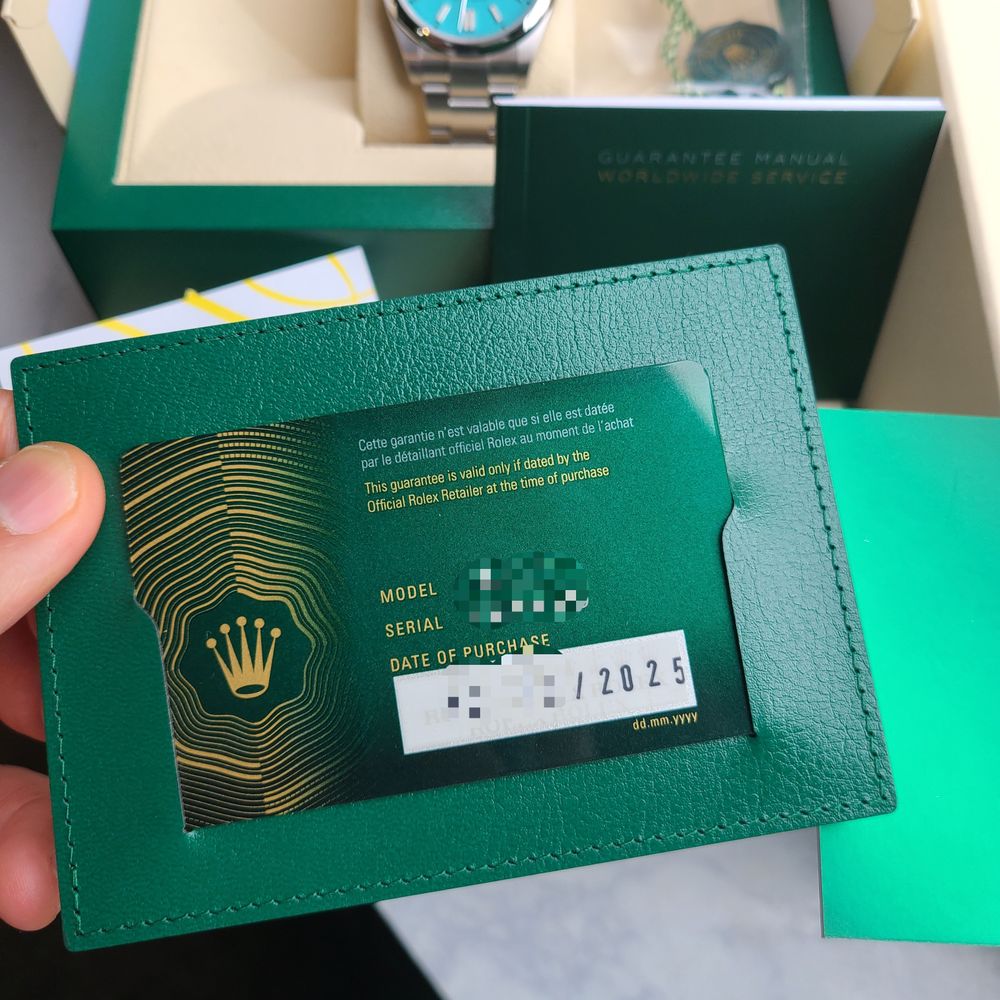 GUARANTEE MANUAL
WORLDWIDE SERVICE
Cette garantie n'est valable que si elle est datée
par le détaillant officiel Rolex au moment de l'achat
This guarantee is valid only if dated by the
Official Rolex Retailer at the time of purchase
MODEL
SERIAL
DATE OF PURCHASE
/2025
dd.mm.yyyy